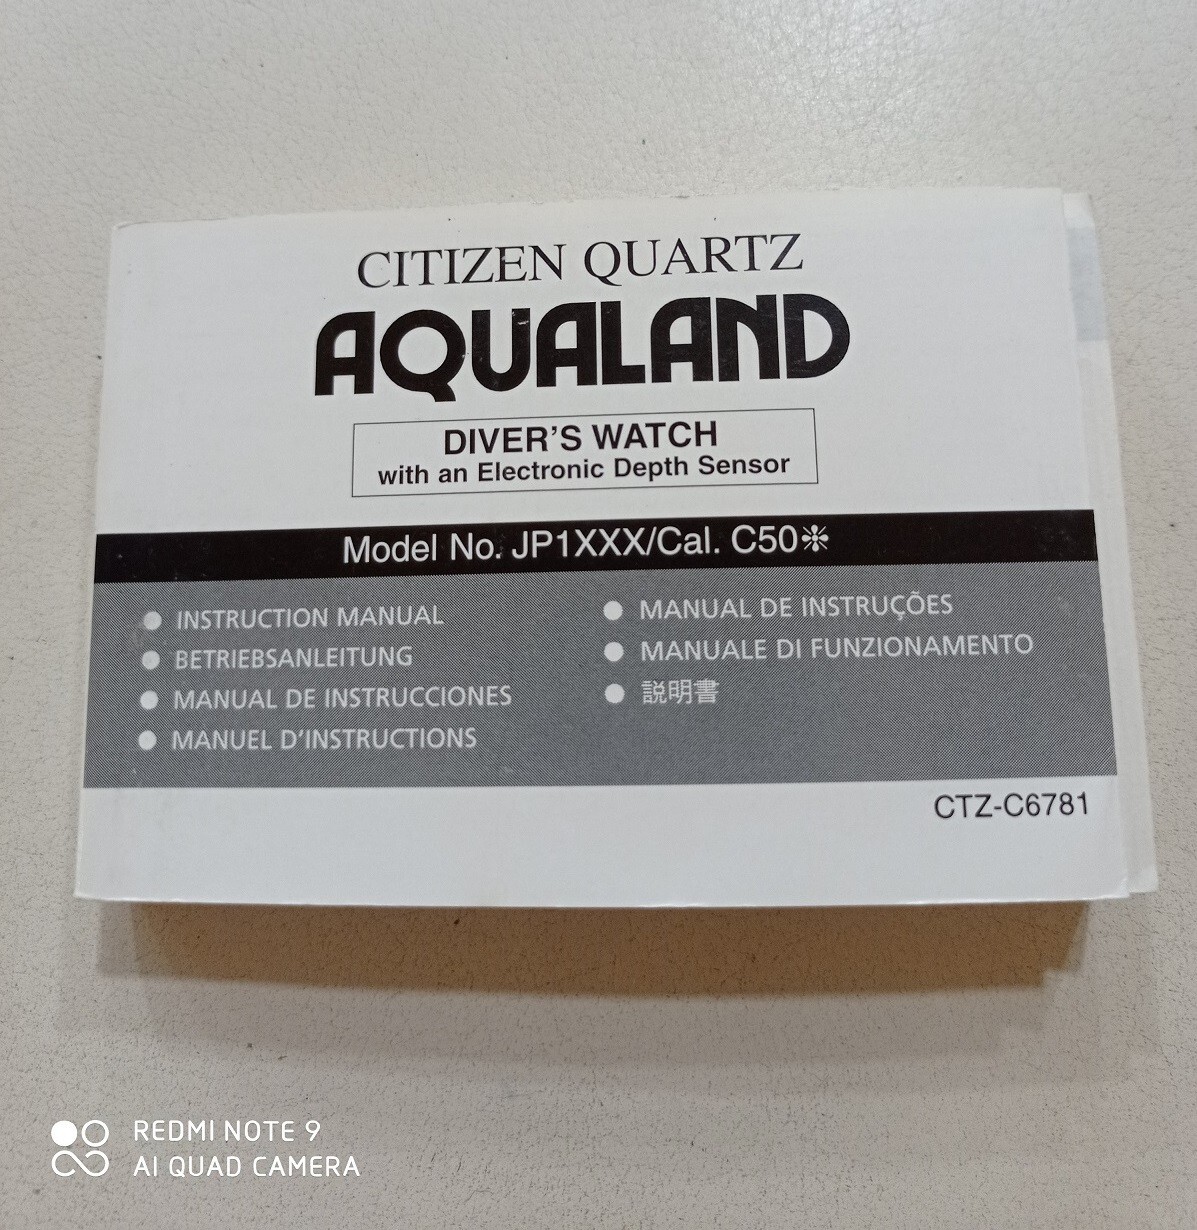 CITIZEN QUARTZ
AQUALAND
DIVER'S WATCH
with an Electronic Depth Sensor
Model No. JP1XXX/Cal. C50❊
● INSTRUCTION MANUAL
● BETRIEBSANLEITUNG
● MANUAL DE INSTRUCCIONES
● MANUEL D'INSTRUCTIONS
● MANUAL DE INSTRUÇÕES
● MANUALE DI FUNZIONAMENTO
● 説明書
CTZ-C6781
REDMI NOTE 9
AI QUAD CAMERA